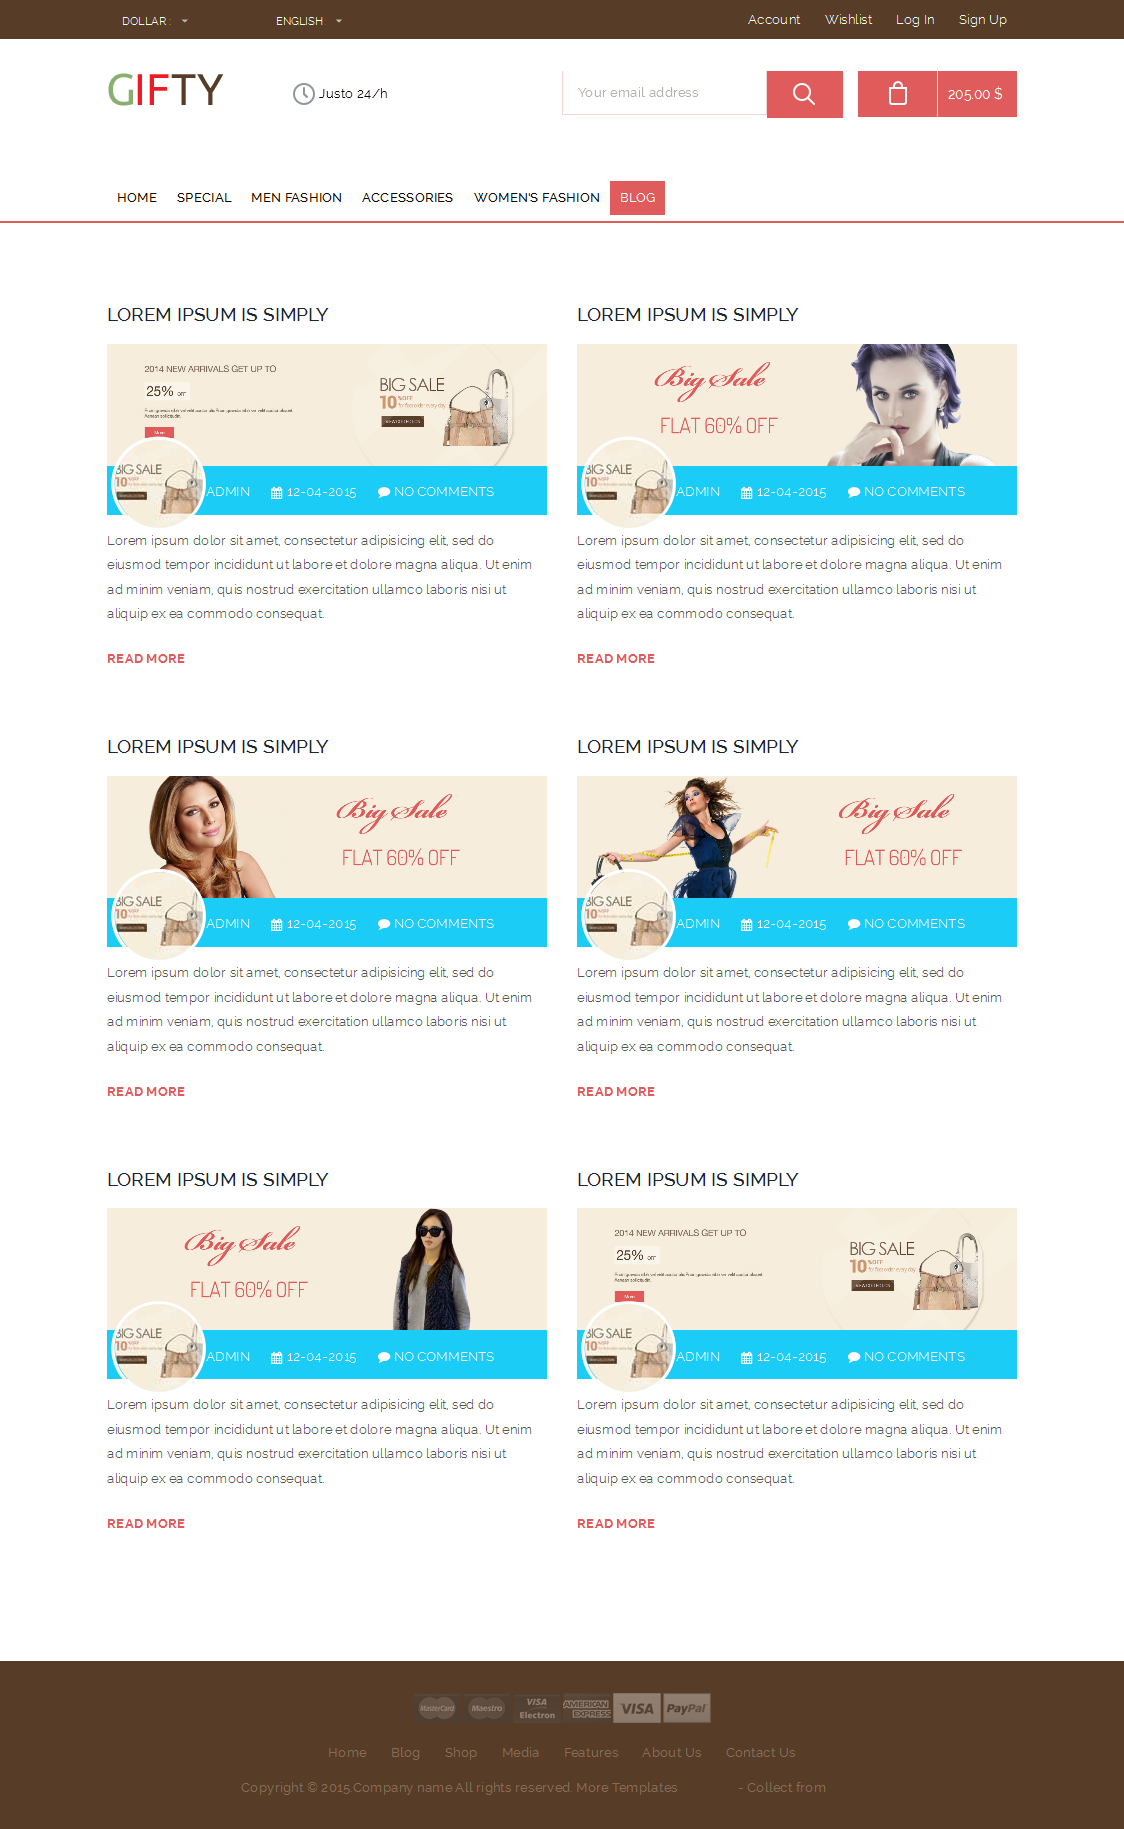 DOLLAR : ENGLISH Account Wishlist Log In Sign Up
GIFTY Justo 24/h Your email address 205.00 $
HOME SPECIAL MEN FASHION ACCESSORIES WOMEN'S FASHION BLOG
LOREM IPSUM IS SIMPLY
2014 NEW ARRIVALS GET UP TO
25% OFF
More
BIG SALE
10 %OFF
for fleet order every day
BIG SALE
10
ADMIN 12-04-2015 NO COMMENTS
Lorem ipsum dolor sit amet, consectetur adipisicing elit, sed do
eiusmod tempor incididunt ut labore et dolore magna aliqua. Ut enim
ad minim veniam, quis nostrud exercitation ullamco laboris nisi ut
aliquip ex ea commodo consequat.
READ MORE
LOREM IPSUM IS SIMPLY
Big Sale
FLAT 60% OFF
BIG SALE
10
ADMIN 12-04-2015 NO COMMENTS
Lorem ipsum dolor sit amet, consectetur adipisicing elit, sed do
eiusmod tempor incididunt ut labore et dolore magna aliqua. Ut enim
ad minim veniam, quis nostrud exercitation ullamco laboris nisi ut
aliquip ex ea commodo consequat.
READ MORE
LOREM IPSUM IS SIMPLY
Big Sale
FLAT 60% OFF
BIG SALE
10
ADMIN 12-04-2015 NO COMMENTS
Lorem ipsum dolor sit amet, consectetur adipisicing elit, sed do
eiusmod tempor incididunt ut labore et dolore magna aliqua. Ut enim
ad minim veniam, quis nostrud exercitation ullamco laboris nisi ut
aliquip ex ea commodo consequat.
READ MORE
LOREM IPSUM IS SIMPLY
Big Sale
FLAT 60% OFF
BIG SALE
10
ADMIN 12-04-2015 NO COMMENTS
Lorem ipsum dolor sit amet, consectetur adipisicing elit, sed do
eiusmod tempor incididunt ut labore et dolore magna aliqua. Ut enim
ad minim veniam, quis nostrud exercitation ullamco laboris nisi ut
aliquip ex ea commodo consequat.
READ MORE
LOREM IPSUM IS SIMPLY
Big Sale
FLAT 60% OFF
BIG SALE
10
ADMIN 12-04-2015 NO COMMENTS
Lorem ipsum dolor sit amet, consectetur adipisicing elit, sed do
eiusmod tempor incididunt ut labore et dolore magna aliqua. Ut enim
ad minim veniam, quis nostrud exercitation ullamco laboris nisi ut
aliquip ex ea commodo consequat.
READ MORE
LOREM IPSUM IS SIMPLY
2014 NEW ARRIVALS GET UP TO
25% OFF
More
BIG SALE
10 %OFF
for fleet order every day
BIG SALE
10
ADMIN 12-04-2015 NO COMMENTS
Lorem ipsum dolor sit amet, consectetur adipisicing elit, sed do
eiusmod tempor incididunt ut labore et dolore magna aliqua. Ut enim
ad minim veniam, quis nostrud exercitation ullamco laboris nisi ut
aliquip ex ea commodo consequat.
READ MORE
MasterCard Maestro VISA Electron AMERICAN EXPRESS VISA PayPal
Home Blog Shop Media Features About Us Contact Us
Copyright © 2015.Company name All rights reserved. More Templates - Collect from